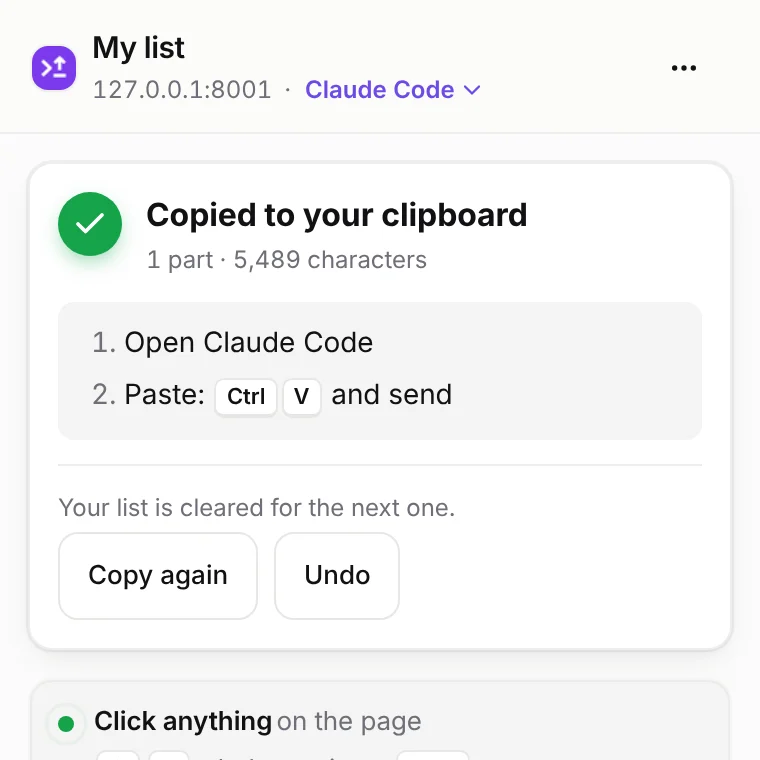 My list
127.0.0.1:8001 · Claude Code
Copied to your clipboard
1 part · 5,489 characters
1. Open Claude Code
2. Paste: Ctrl V and send
Your list is cleared for the next one.
Copy again Undo
Click anything on the page